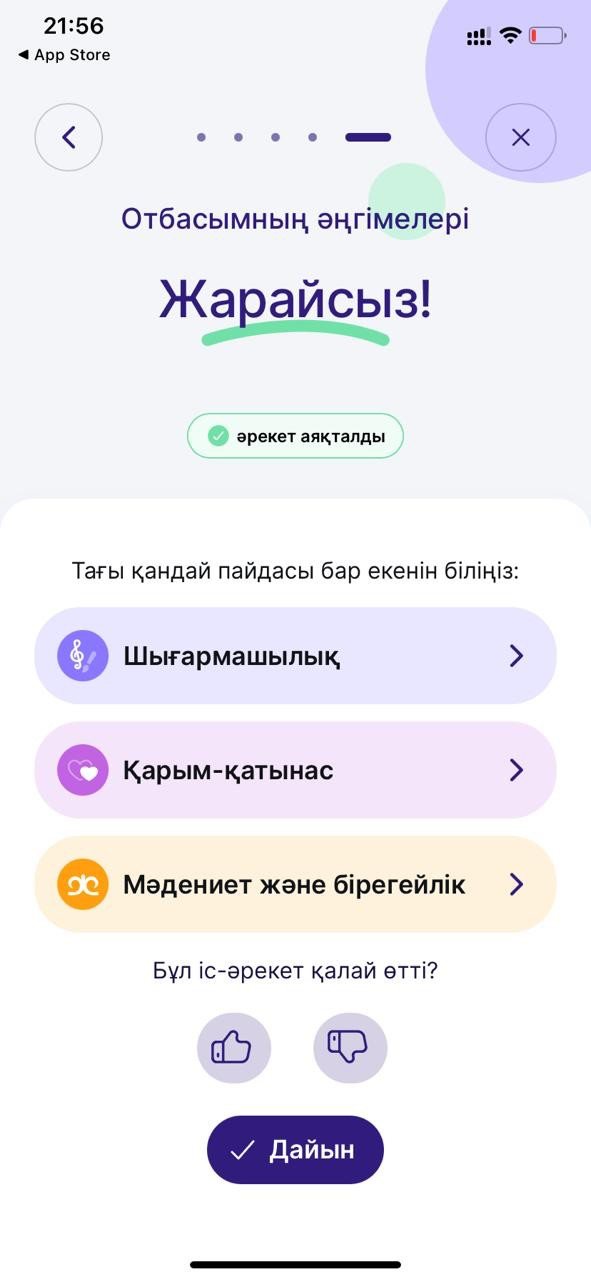 21:56
◀ App Store
Отбасымның әңгімелері
Жарайсыз!
әрекет аяқталды
Тағы қандай пайдасы бар екенін біліңіз:
Шығармашылық
Қарым-қатынас
Мәдениет және бірегейлік
Бұл іс-әрекет қалай өтті?
Дайын